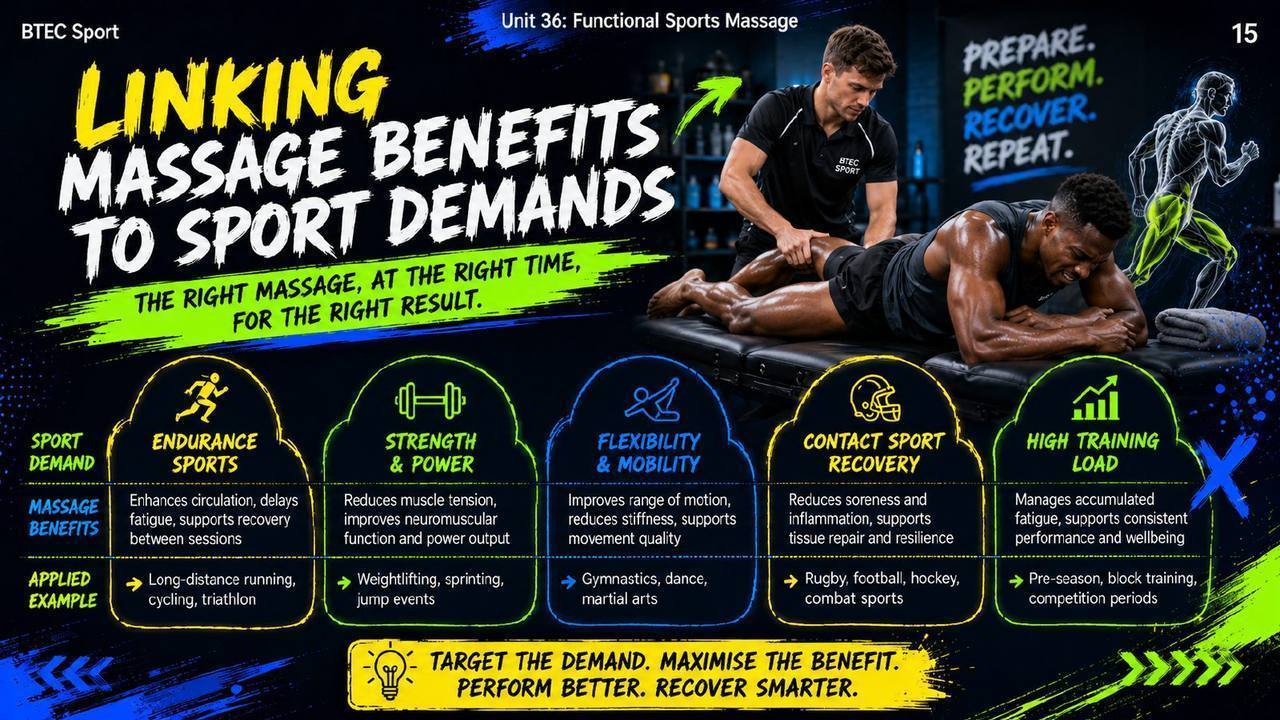 BTEC Sport
Unit 36: Functional Sports Massage
15
LINKING
MASSAGE BENEFITS
TO SPORT DEMANDS
THE RIGHT MASSAGE, AT THE RIGHT TIME,
FOR THE RIGHT RESULT.
PREPARE.
PERFORM.
RECOVER.
REPEAT.
BTEC
SPORT
SPORT
DEMAND
ENDURANCE
SPORTS
STRENGTH
& POWER
FLEXIBILITY
& MOBILITY
CONTACT SPORT
RECOVERY
HIGH TRAINING
LOAD
MASSAGE
BENEFITS
Enhances circulation, delays
fatigue, supports recovery
between sessions
Reduces muscle tension,
improves neuromuscular
function and power output
Improves range of motion,
reduces stiffness, supports
movement quality
Reduces soreness and
inflammation, supports
tissue repair and resilience
Manages accumulated
fatigue, supports consistent
performance and wellbeing
APPLIED
EXAMPLE
Long-distance running,
cycling, triathlon
Weightlifting, sprinting,
jump events
Gymnastics, dance,
martial arts
Rugby, football, hockey,
combat sports
Pre-season, block training,
competition periods
TARGET THE DEMAND. MAXIMISE THE BENEFIT.
PERFORM BETTER. RECOVER SMARTER.